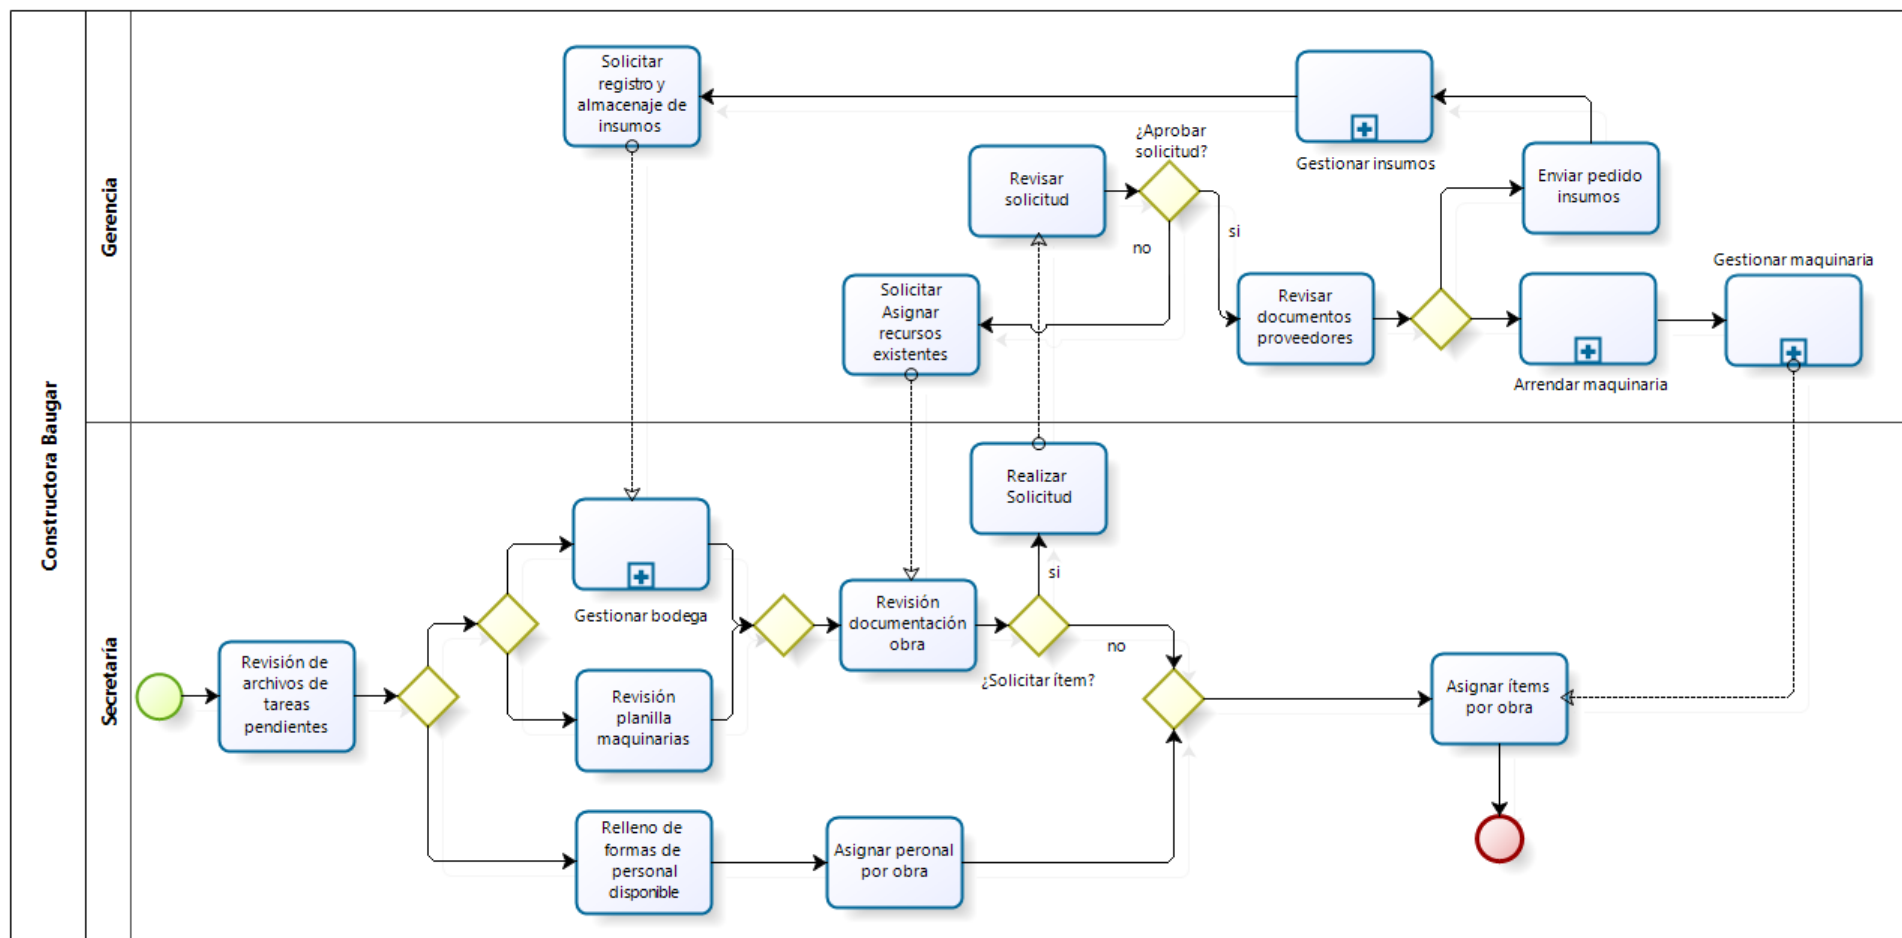 Constructora Baugar
Gerencia
Solicitar
registro y
almacenaje de
insumos
Gestionar insumos
¿Aprobar
solicitud?
Revisar
solicitud
Enviar pedido
insumos
no
si
Gestionar maquinaria
Solicitar
Asignar
recursos
existentes
Revisar
documentos
proveedores
Arrendar maquinaria
Secretaría
Realizar
Solicitud
si
Gestionar bodega
Revisión
documentación
obra
no
¿Solicitar ítem?
Revisión de
archivos de
tareas
pendientes
Revisión
planilla
maquinarias
Asignar ítems
por obra
Relleno de
formas de
personal
disponible
Asignar peronal
por obra